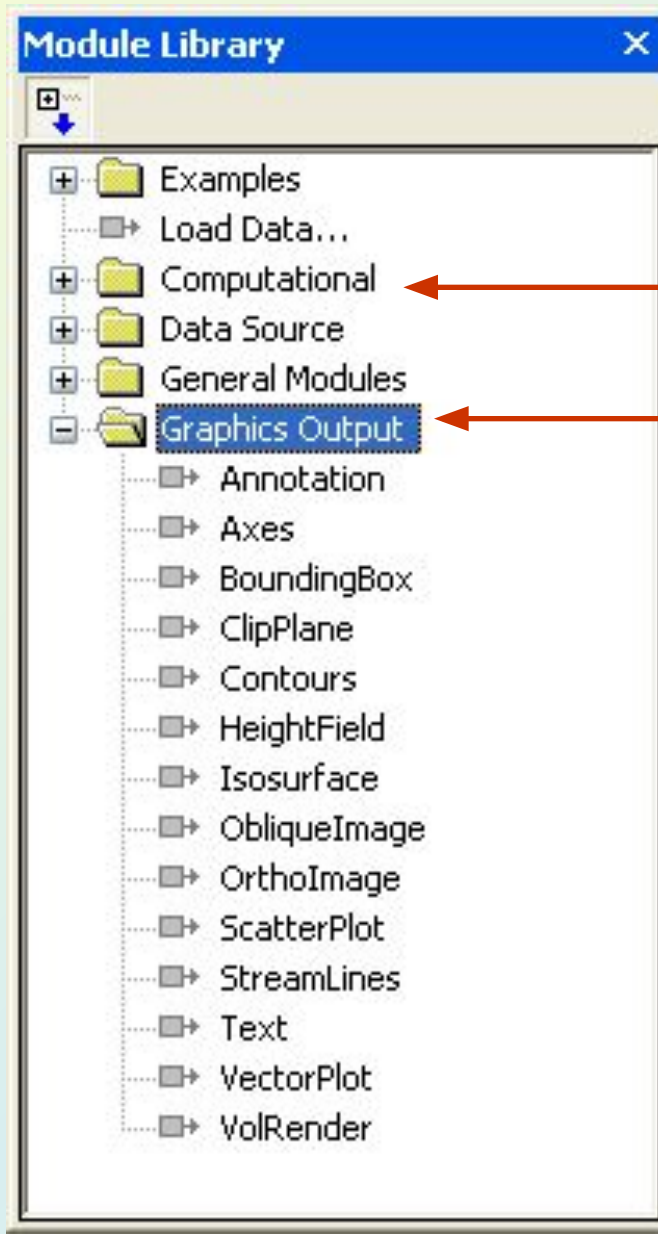 Module Library
Examples
Load Data...
Computational
Data Source
General Modules
Graphics Output
Annotation
Axes
BoundingBox
ClipPlane
Contours
HeightField
Isosurface
ObliqueImage
OrthoImage
ScatterPlot
StreamLines
Text
VectorPlot
VolRender